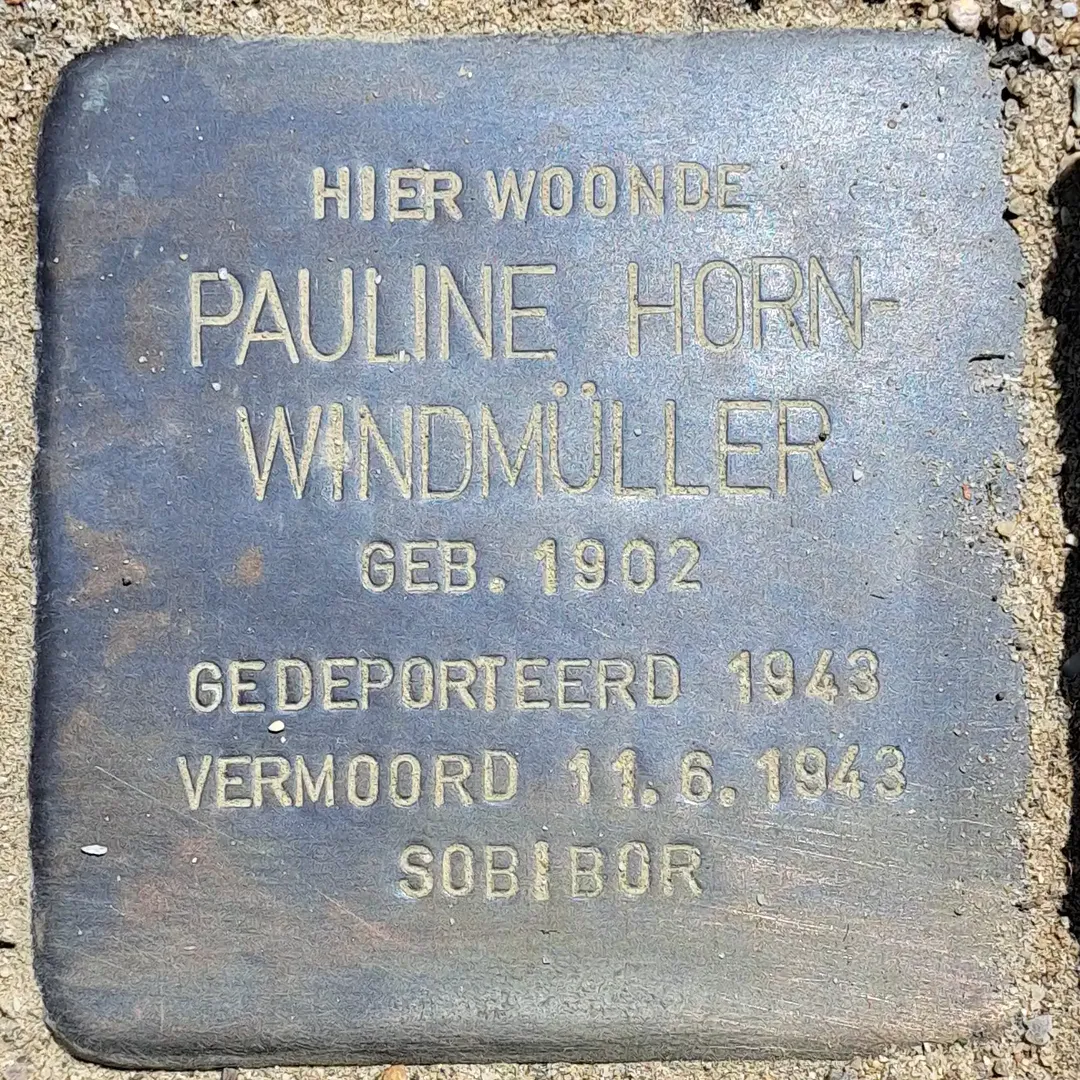 HIER WOONDE
PAULINE HORN-
WINDMÜLLER
GEB. 1902
GEDEPORTEERD 1943
VERMOORD 11.6.1943
SOBIBOR